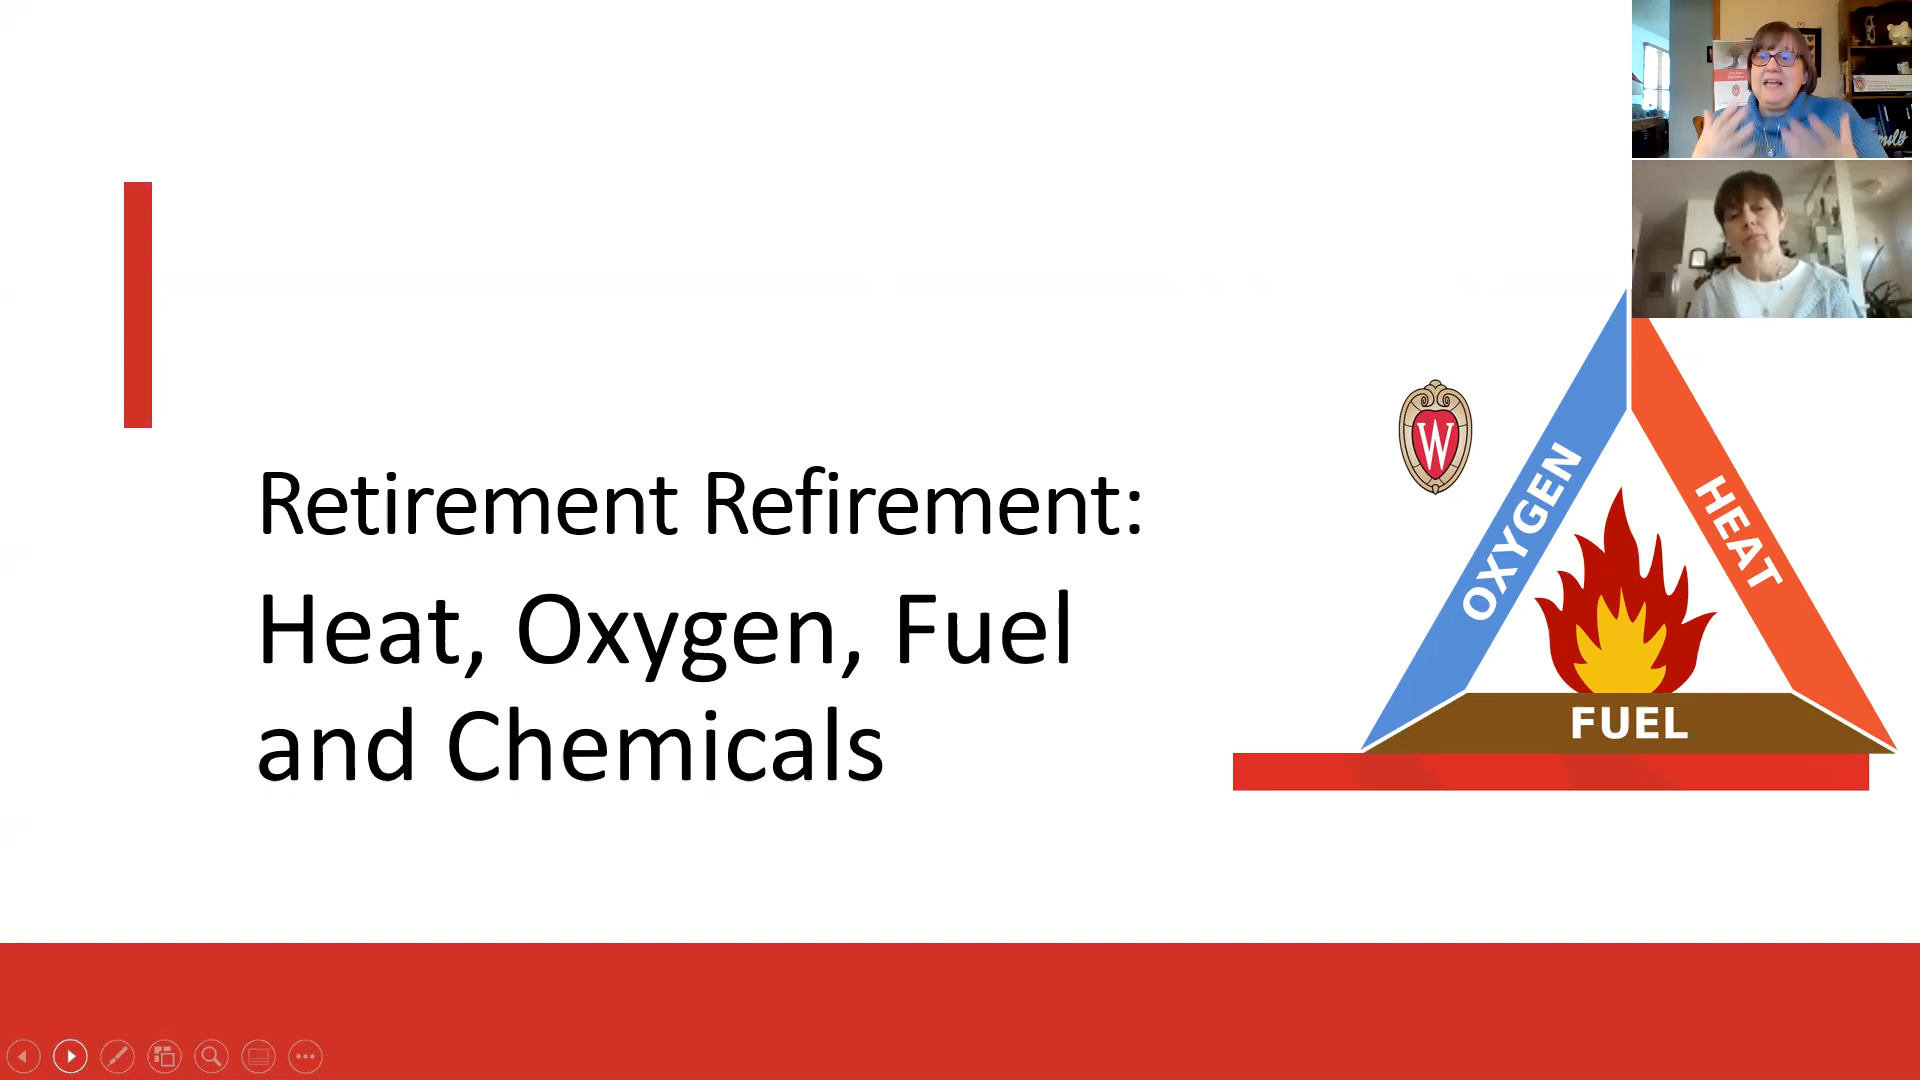 Retirement Refirement:
Heat, Oxygen, Fuel
and Chemicals
W
OXYGEN
HEAT
FUEL